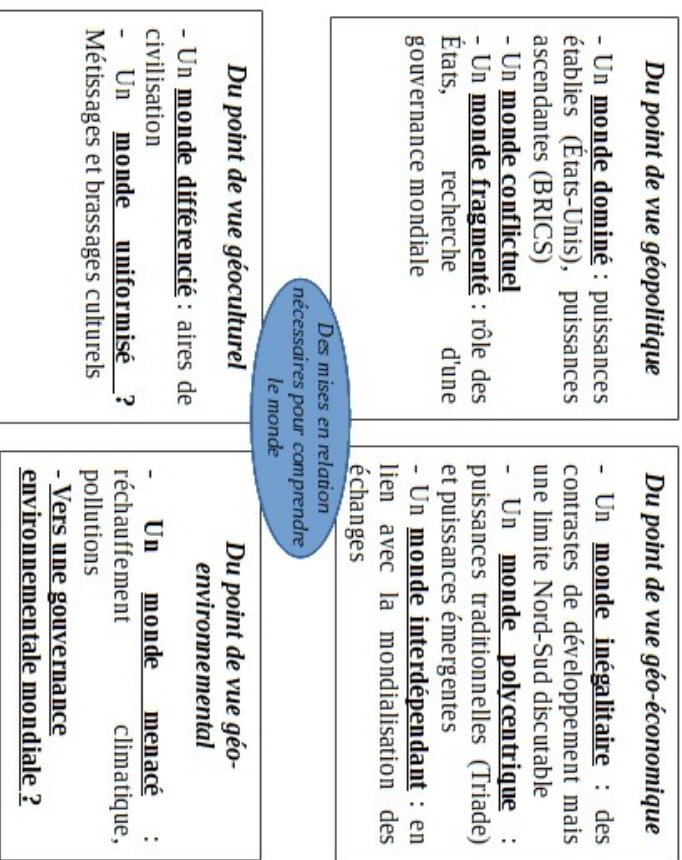 Du point de vue géopolitique
- Un monde dominé : puissances
établies (États-Unis), puissances
ascendantes (BRICS)
- Un monde conflictuel
- Un monde fragmenté : rôle des
États, recherche d'une
gouvernance mondiale
Du point de vue géo-économique
- Un monde inégalitaire : des
contrastes de développement mais
une limite Nord-Sud discutable
- Un monde polycentrique :
puissances traditionnelles (Triade)
et puissances émergentes
- Un monde interdépendant : en
lien avec la mondialisation des
échanges
Des mises en relation
nécessaires pour comprendre
le monde
Du point de vue géoculturel
- Un monde différencié : aires de
civilisation
- Un monde uniformisé ?
Métissages et brassages culturels
Du point de vue géo-
environnemental
- Un monde menacé :
réchauffement climatique,
pollutions
- Vers une gouvernance
environnementale mondiale ?